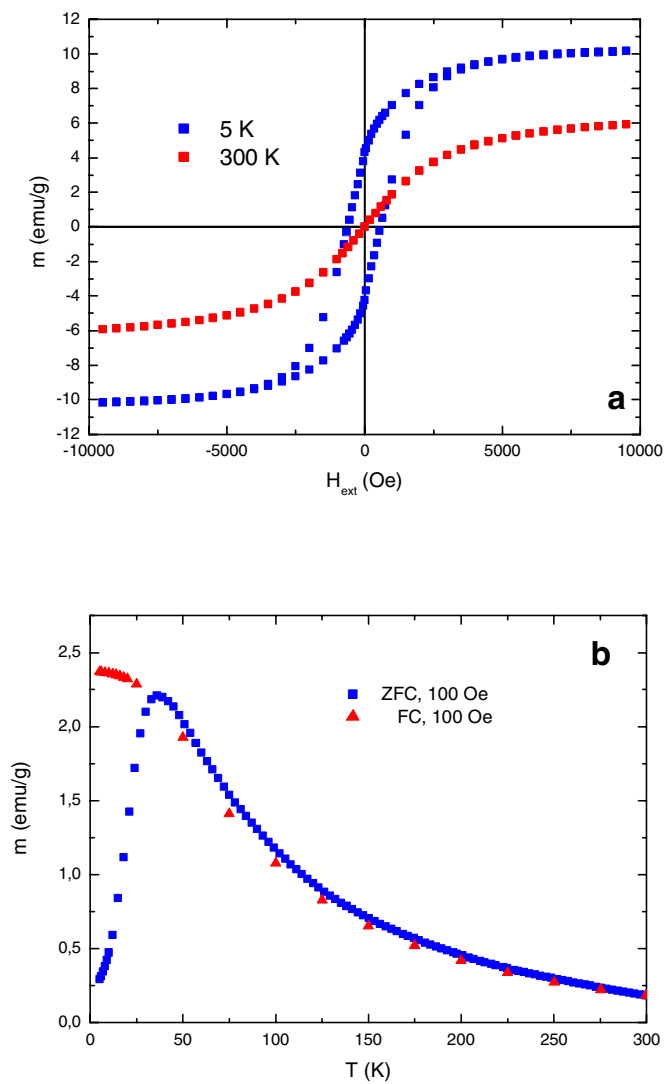 12
10
8
6
4
2
0
-2
-4
-6
-8
-10
-12
m (emu/g)
5 K
300 K
a
-10000 -5000 0 5000 10000
H_ext (Oe)
2,5
2,0
1,5
1,0
0,5
0,0
m (emu/g)
b
ZFC, 100 Oe
FC, 100 Oe
0 50 100 150 200 250 300
T (K)